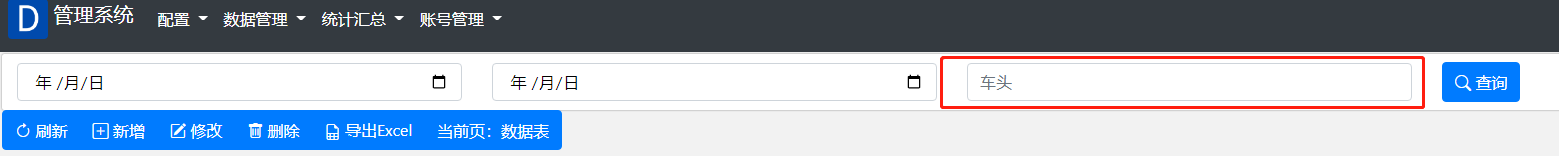 D 管理系统 配置 数据管理 统计汇总 账号管理
年 /月/日 年 /月/日 车头 查询
刷新 新增 修改 删除 导出Excel 当前页：数据表